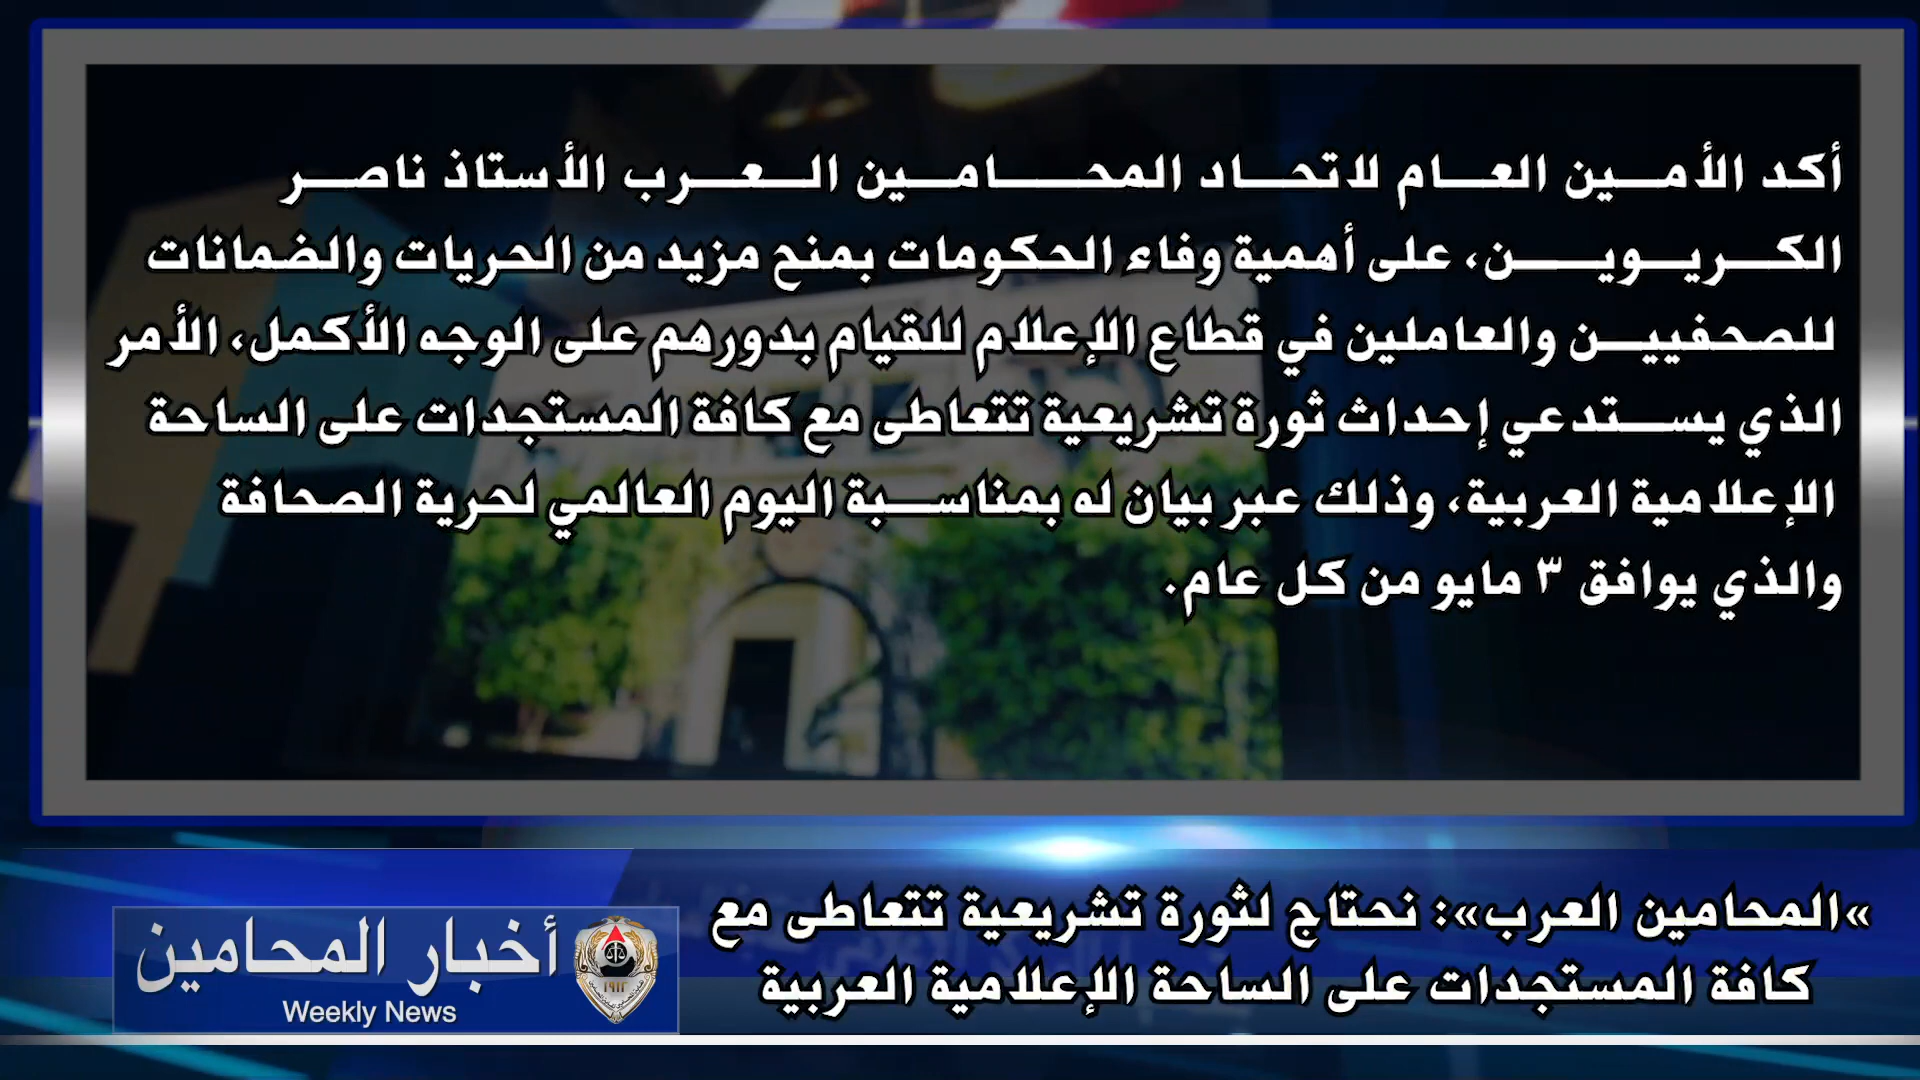 أكد الأمين العام لاتحاد المحامين العرب الأستاذ ناصر
الكريوين، على أهمية وفاء الحكومات بمنح مزيد من الحريات والضمانات
للصحفيين والعاملين في قطاع الإعلام للقيام بدورهم على الوجه الأكمل، الأمر
الذي يستدعي إحداث ثورة تشريعية تتعاطى مع كافة المستجدات على الساحة
الإعلامية العربية، وذلك عبر بيان له بمناسبة اليوم العالمي لحرية الصحافة
والذي يوافق ٣ مايو من كل عام.
»المحامين العرب»: نحتاج لثورة تشريعية تتعاطى مع
كافة المستجدات على الساحة الإعلامية العربية
أخبار المحامين
Weekly News
١٩١٢